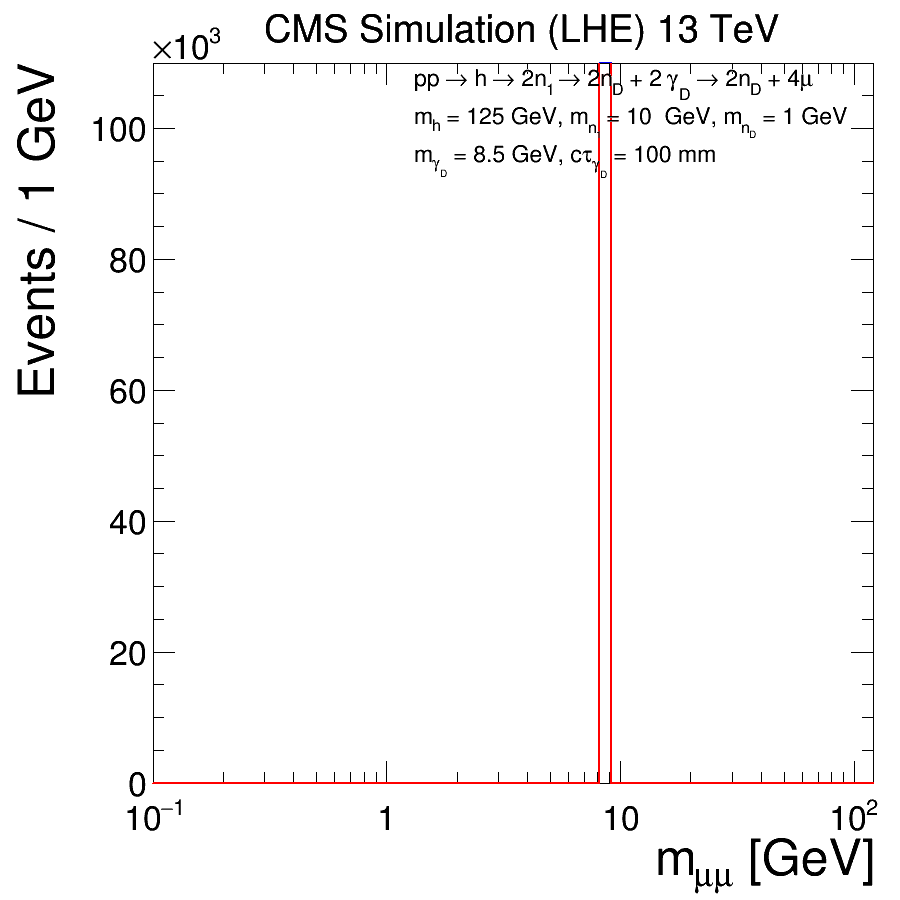 CMS Simulation (LHE) 13 TeV
×10³
Events / 1 GeV
pp → h → 2n₁ → 2n_D + 2 γ_D → 2n_D + 4μ
m_h = 125 GeV, m_n₁ = 10 GeV, m_n_D = 1 GeV
m_γ_D = 8.5 GeV, cτ_γ_D = 100 mm
100
80
60
40
20
0
10⁻¹ 1 10 10²
m_μμ [GeV]